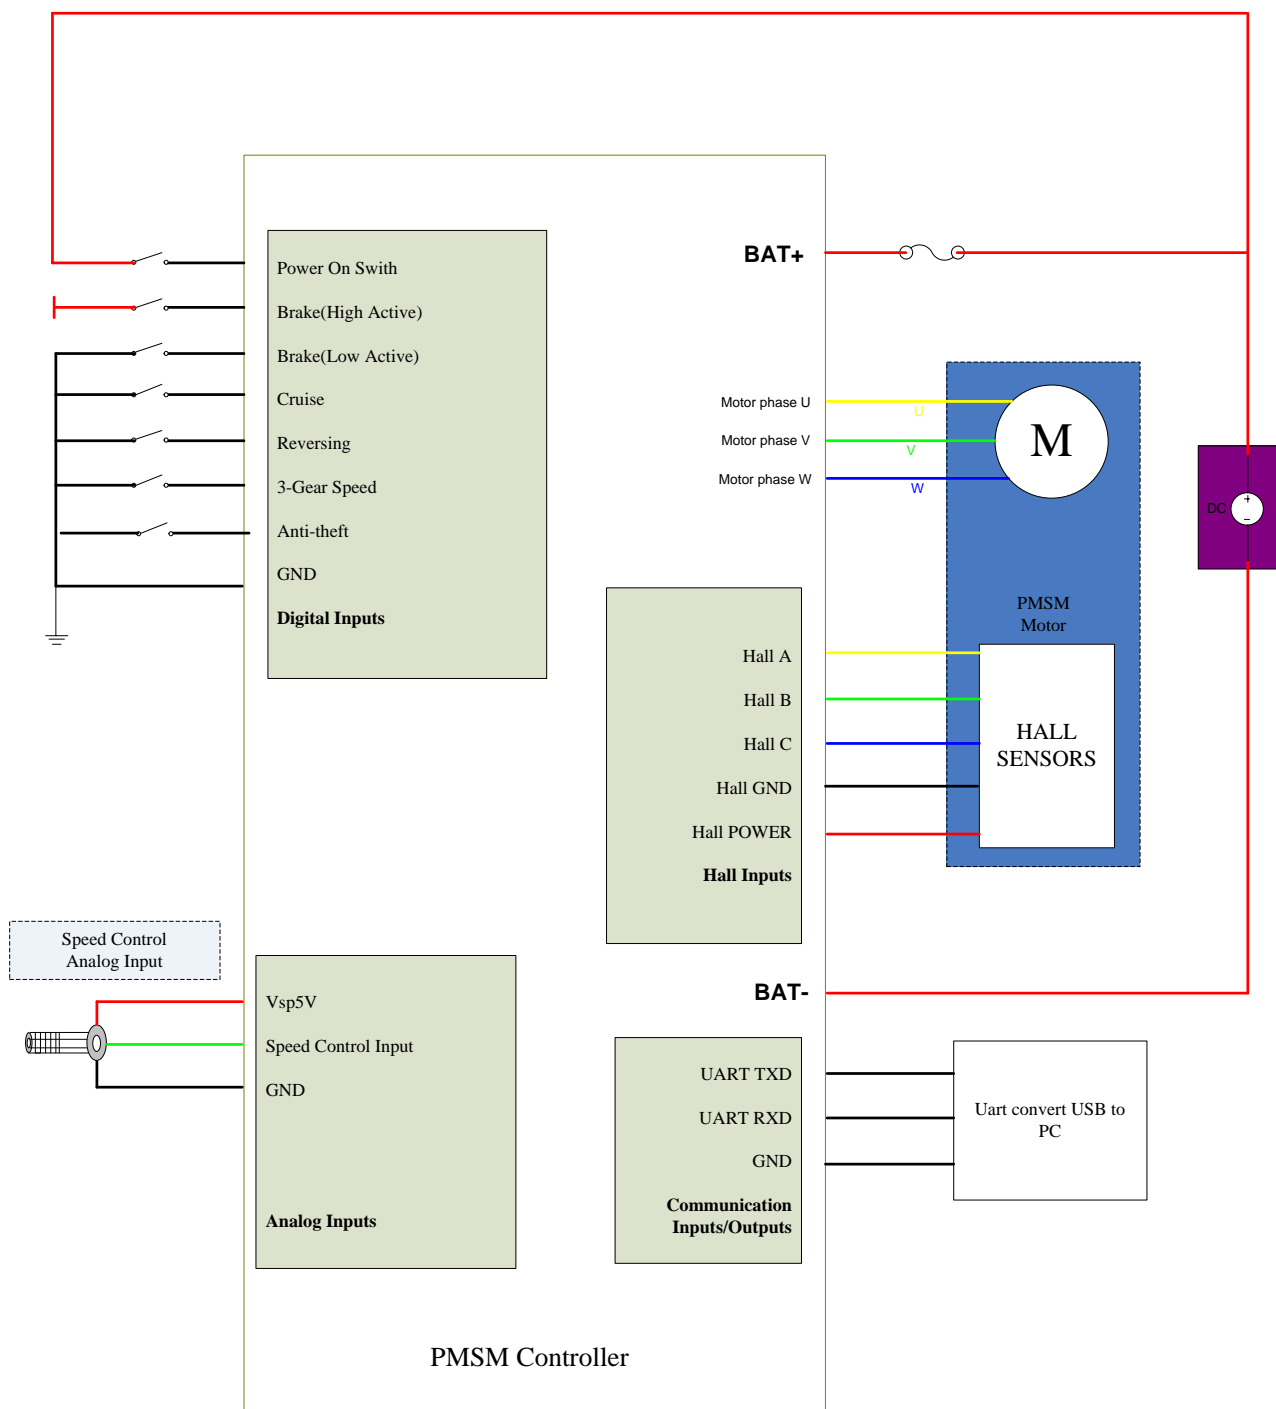 Power On Swith
Brake(High Active)
Brake(Low Active)
Cruise
Reversing
3-Gear Speed
Anti-theft
GND
Digital Inputs
BAT+
Motor phase U
Motor phase V
Motor phase W
U
V
W
M
DC
+
−
PMSM
Motor
Hall A
Hall B
Hall C
Hall GND
Hall POWER
Hall Inputs
HALL
SENSORS
Speed Control
Analog Input
Vsp5V
Speed Control Input
GND
Analog Inputs
BAT-
UART TXD
UART RXD
GND
Communication
Inputs/Outputs
Uart convert USB to
PC
PMSM Controller